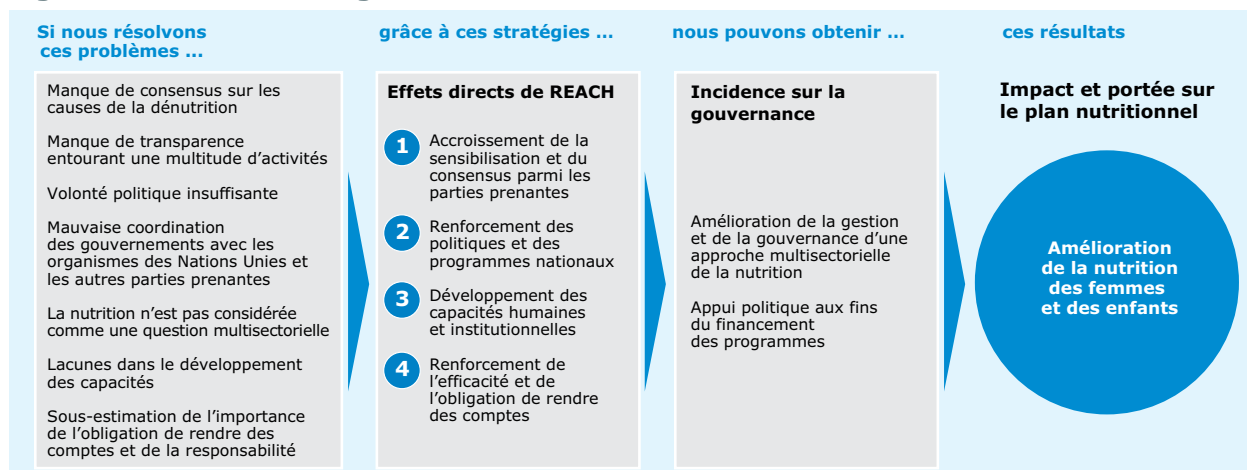 Si nous résolvons
ces problèmes ...
Manque de consensus sur les
causes de la dénutrition
Manque de transparence
entourant une multitude d’activités
Volonté politique insuffisante
Mauvaise coordination
des gouvernements avec les
organismes des Nations Unies et
les autres parties prenantes
La nutrition n’est pas considérée
comme une question multisectorielle
Lacunes dans le développement
des capacités
Sous-estimation de l’importance
de l’obligation de rendre des
comptes et de la responsabilité
grâce à ces stratégies ...
Effets directs de REACH
1
Accroissement de la
sensibilisation et du
consensus parmi les
parties prenantes
2
Renforcement des
politiques et des
programmes nationaux
3
Développement des
capacités humaines
et institutionnelles
4
Renforcement de
l’efficacité et de
l’obligation de rendre
des comptes
nous pouvons obtenir ...
Incidence sur la
gouvernance
Amélioration de la gestion
et de la gouvernance d’une
approche multisectorielle
de la nutrition
Appui politique aux fins
du financement
des programmes
ces résultats
Impact et portée sur
le plan nutritionnel
Amélioration
de la nutrition
des femmes
et des enfants